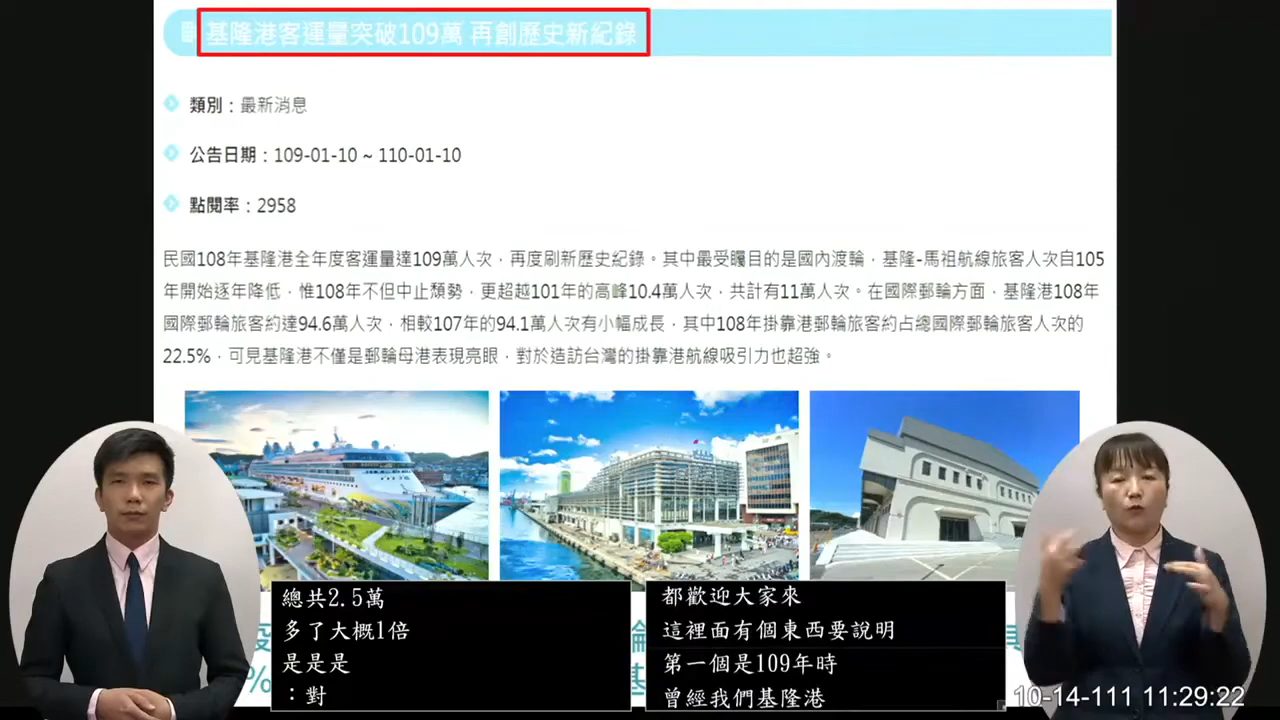 基隆港客運量突破109萬 再創歷史新紀錄
類別：最新消息
公告日期：109-01-10 ~ 110-01-10
點閱率：2958
民國108年基隆港全年度客運量達109萬人次，再度刷新歷史紀錄。其中最受矚目的是國內渡輪，基隆-馬祖航線旅客人次自105
年開始逐年降低，惟108年不但中止頹勢，更超越101年的高峰10.4萬人次，共計有11萬人次。在國際郵輪方面，基隆港108年
國際郵輪旅客約達94.6萬人次，相較107年的94.1萬人次有小幅成長，其中108年掛靠港郵輪旅客約占總國際郵輪旅客人次的
22.5%，可見基隆港不僅是郵輪母港表現亮眼，對於造訪台灣的掛靠港航線吸引力也超強。
總共2.5萬
多了大概1倍
是是是
：對
都歡迎大家來
這裡面有個東西要說明
第一個是109年時
曾經我們基隆港
10-14-111 11:29:22